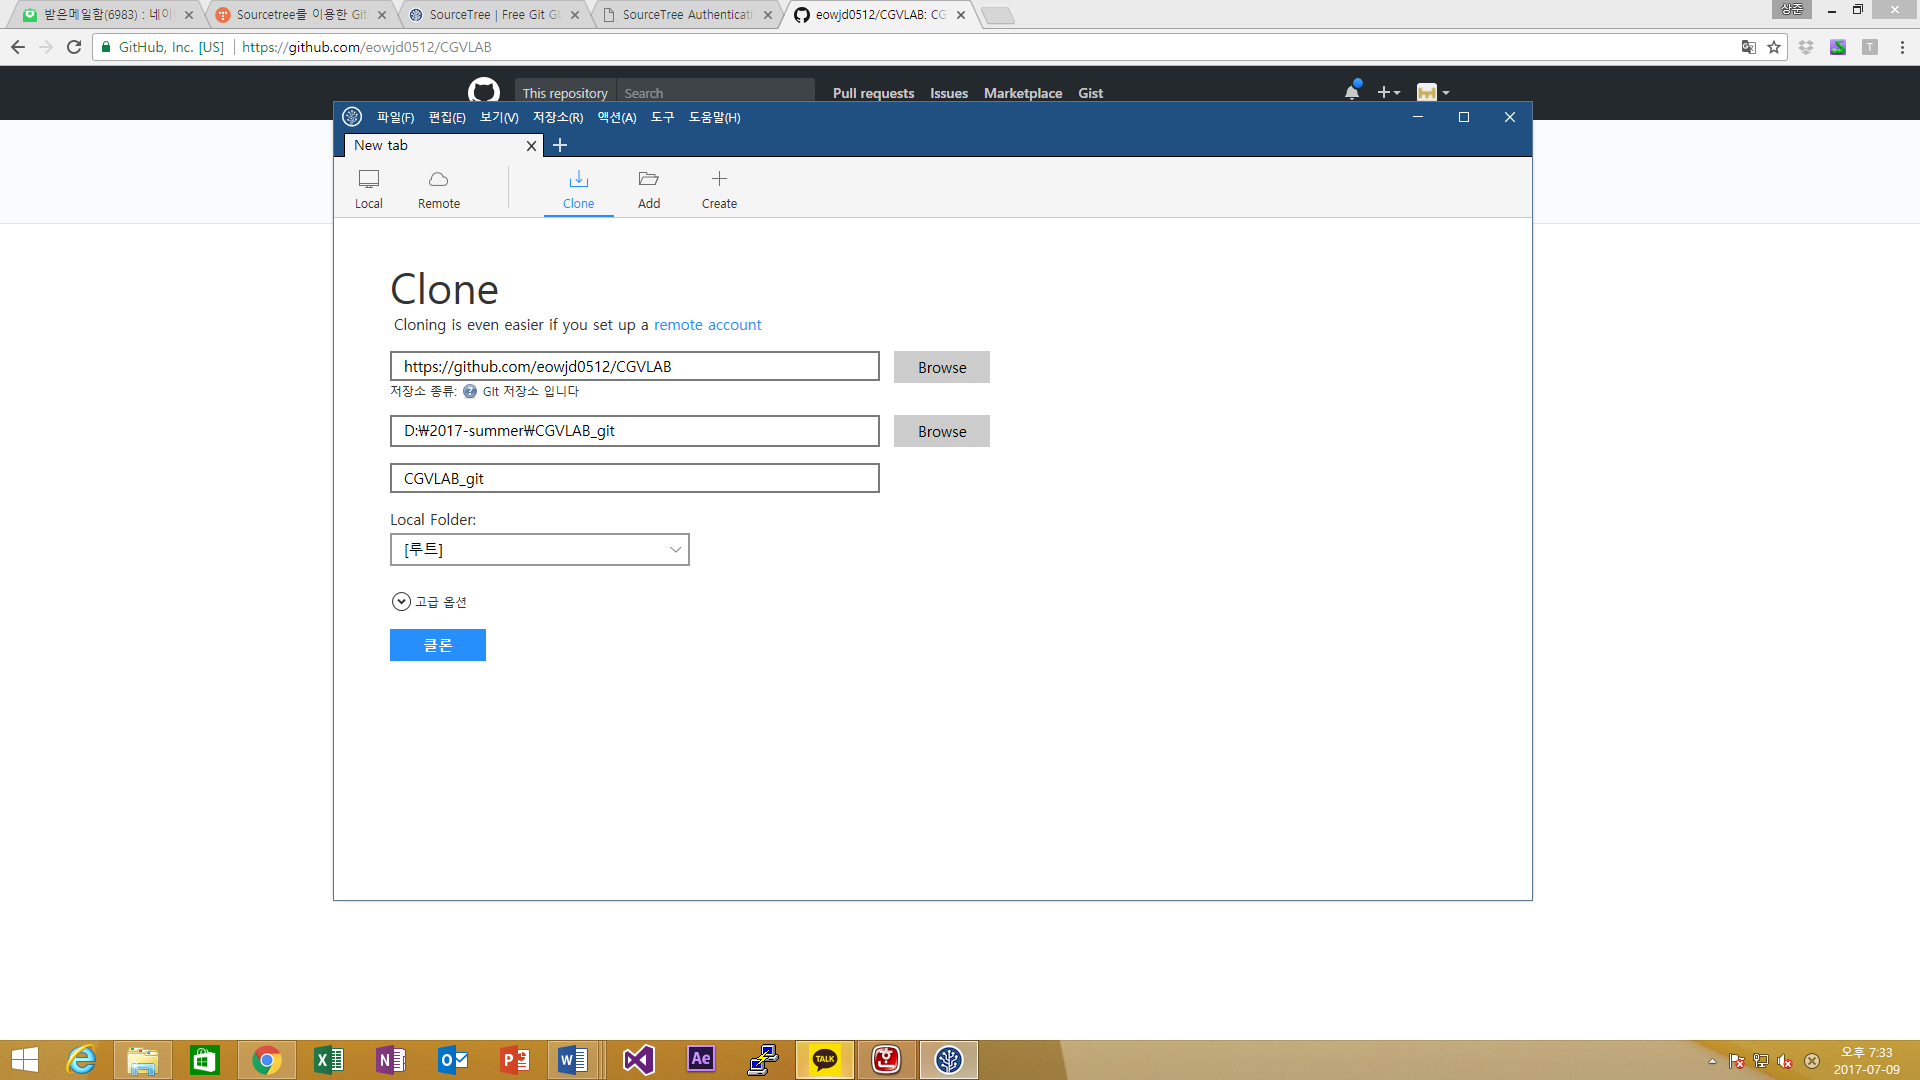 받은메일함(6983) : 네이
Sourcetree를 이용한 Git
SourceTree | Free Git GU
SourceTree Authenticati
eowjd0512/CGVLAB: CG
상준
GitHub, Inc. [US]
https://github.com/eowjd0512/CGVLAB
This repository
Search
Pull requests
Issues
Marketplace
Gist
파일(F) 편집(E) 보기(V) 저장소(R) 액션(A) 도구 도움말(H)
New tab
Local
Remote
Clone
Add
Create
Clone
Cloning is even easier if you set up a remote account
https://github.com/eowjd0512/CGVLAB
Browse
저장소 종류: ? Git 저장소 입니다
D:₩2017-summer₩CGVLAB_git
Browse
CGVLAB_git
Local Folder:
[루트]
고급 옵션
클론
Ae
TALK
오후 7:33
2017-07-09